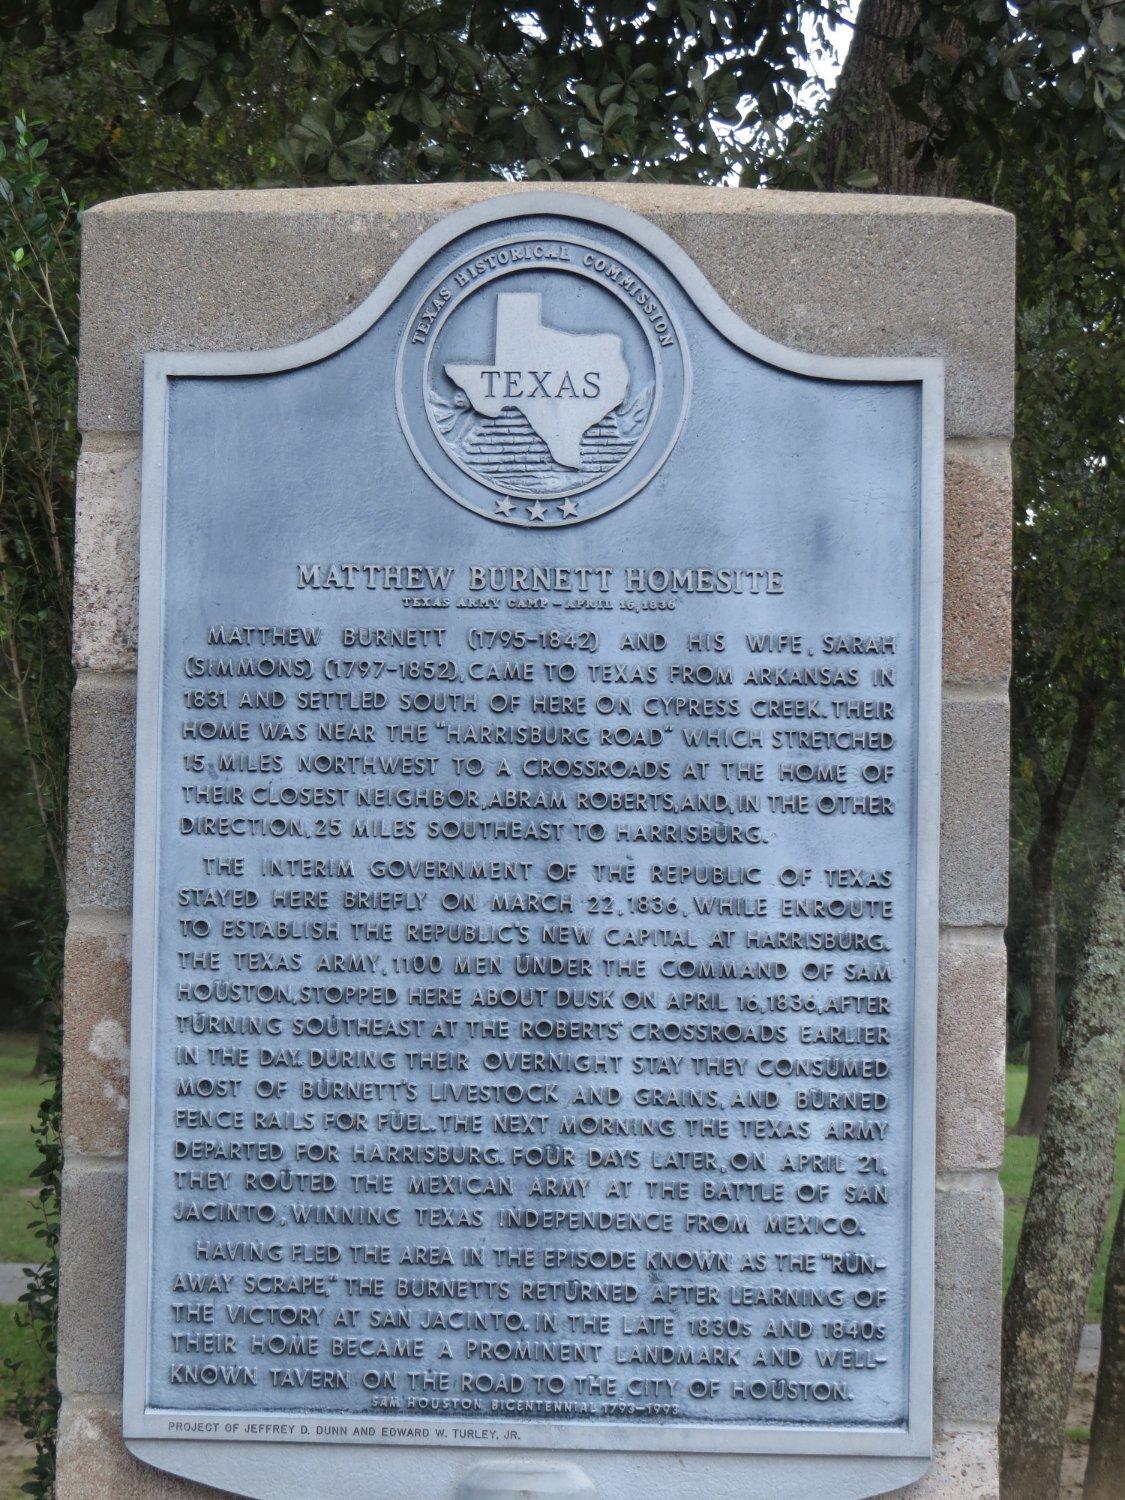 TEXAS HISTORICAL COMMISSION
TEXAS
MATTHEW BURNETT HOMESITE
TEXAS ARMY CAMP - APRIL 16, 1836
MATTHEW BURNETT (1795-1842) AND HIS WIFE, SARAH
(SIMMONS) (1797-1852), CAME TO TEXAS FROM ARKANSAS IN
1831 AND SETTLED SOUTH OF HERE ON CYPRESS CREEK. THEIR
HOME WAS NEAR THE "HARRISBURG ROAD" WHICH STRETCHED
15 MILES NORTHWEST TO A CROSSROADS AT THE HOME OF
THEIR CLOSEST NEIGHBOR, ABRAM ROBERTS, AND, IN THE OTHER
DIRECTION, 25 MILES SOUTHEAST TO HARRISBURG.
THE INTERIM GOVERNMENT OF THE REPUBLIC OF TEXAS
STAYED HERE BRIEFLY ON MARCH 22, 1836, WHILE ENROUTE
TO ESTABLISH THE REPUBLIC'S NEW CAPITAL AT HARRISBURG.
THE TEXAS ARMY, 1100 MEN UNDER THE COMMAND OF SAM
HOUSTON, STOPPED HERE ABOUT DUSK ON APRIL 16, 1836, AFTER
TURNING SOUTHEAST AT THE ROBERTS' CROSSROADS EARLIER
IN THE DAY. DURING THEIR OVERNIGHT STAY THEY CONSUMED
MOST OF BURNETT'S LIVESTOCK AND GRAINS, AND BURNED
FENCE RAILS FOR FUEL. THE NEXT MORNING THE TEXAS ARMY
DEPARTED FOR HARRISBURG. FOUR DAYS LATER, ON APRIL 21,
THEY ROUTED THE MEXICAN ARMY AT THE BATTLE OF SAN
JACINTO, WINNING TEXAS INDEPENDENCE FROM MEXICO.
HAVING FLED THE AREA IN THE EPISODE KNOWN AS THE "RUN-
AWAY SCRAPE," THE BURNETTS RETURNED AFTER LEARNING OF
THE VICTORY AT SAN JACINTO. IN THE LATE 1830s AND 1840s
THEIR HOME BECAME A PROMINENT LANDMARK AND WELL-
KNOWN TAVERN ON THE ROAD TO THE CITY OF HOUSTON.
SAM HOUSTON BICENTENNIAL 1793-1993
PROJECT OF JEFFREY D. DUNN AND EDWARD W. TURLEY, JR.